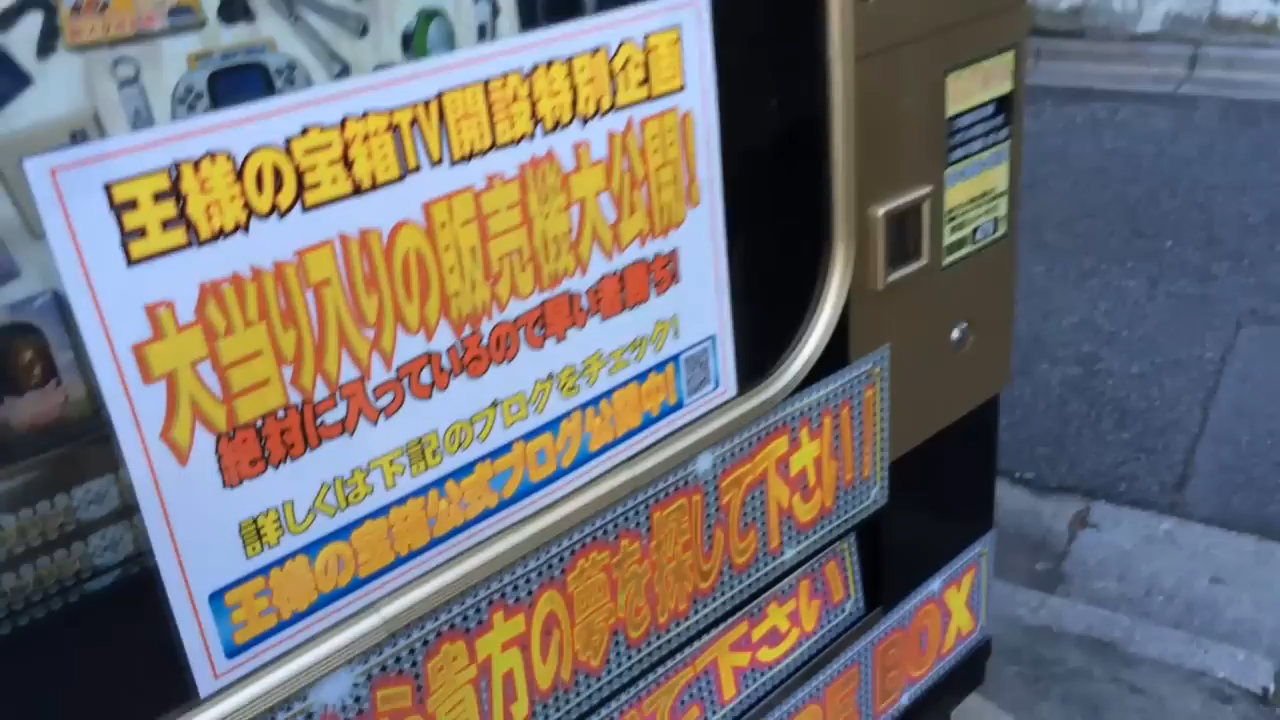 王様の宝箱TV開設特別企画
大当り入りの販売機大公開!
絶対に入っているので早い者勝ち!
詳しくは下記のブログをチェック!
王様の宝箱公式ブログ公開中!
ら貴方の夢を探して下さい!!
て下さい
BOX